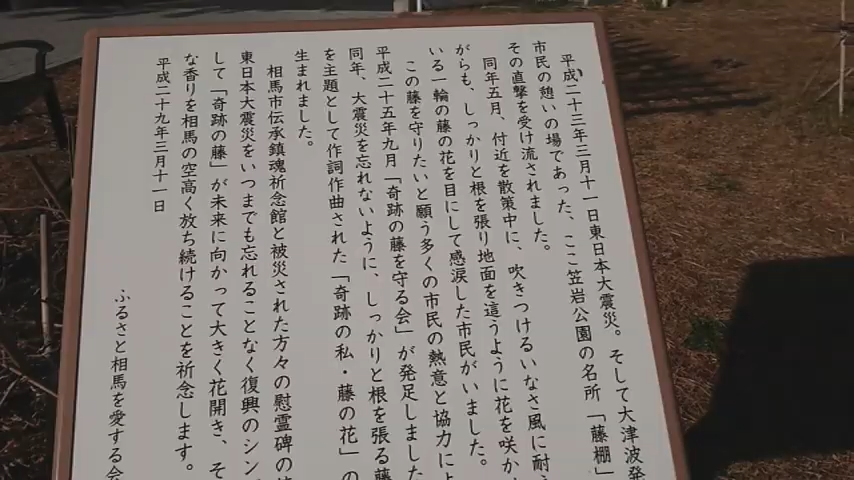 平成二十三年三月十一日東日本大震災。そして大津波発
市民の憩いの場であった、ここ笠岩公園の名所「藤棚」
その直撃を受け流されました。
同年五月、付近を散策中に、吹きつけるいなさ風に耐え
がらも、しっかりと根を張り地面を這うように花を咲か
いる一輪の藤の花を目にして感涙した市民がいました。
この藤を守りたいと願う多くの市民の熱意と協力によ
平成二十五年九月「奇跡の藤を守る会」が発足しました
同年、大震災を忘れないように、しっかりと根を張る藤
を主題として作詞作曲された「奇跡の私・藤の花」の
生まれました。
相馬市伝承鎮魂祈念館と被災された方々の慰霊碑の
東日本大震災をいつまでも忘れることなく復興のシン
して「奇跡の藤」が未来に向かって大きく花開き、そ
な香りを相馬の空高く放ち続けることを祈念します。
平成二十九年三月十一日
ふるさと相馬を愛する会